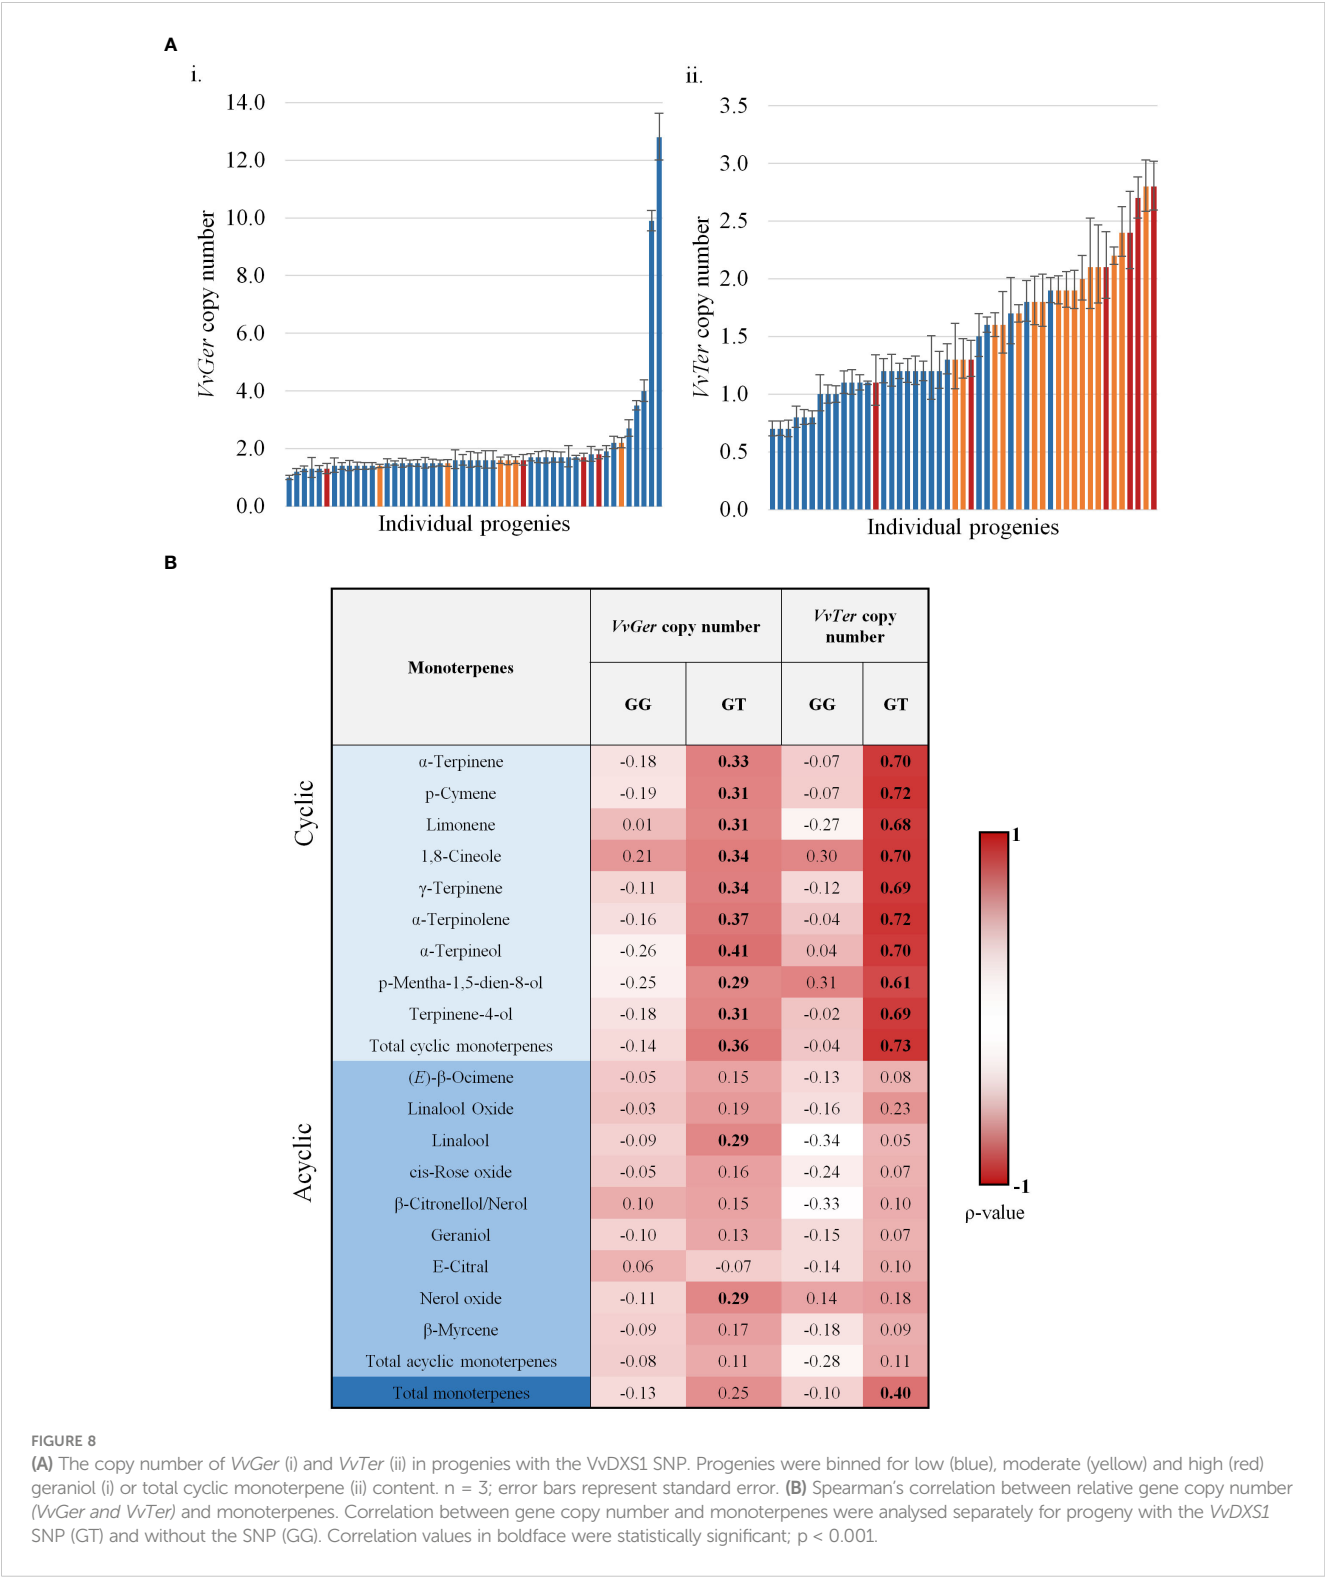 A
i.
14.0
12.0
10.0
8.0
6.0
4.0
2.0
0.0
VvGer copy number
Individual progenies
ii.
3.5
3.0
2.5
2.0
1.5
1.0
0.5
0.0
VvTer copy number
Individual progenies
B
Monoterpenes
VvGer copy number
VvTer copy
number
GG GT GG GT
Cyclic
α-Terpinene -0.18 0.33 -0.07 0.70
p-Cymene -0.19 0.31 -0.07 0.72
Limonene 0.01 0.31 -0.27 0.68
1,8-Cineole 0.21 0.34 0.30 0.70
γ-Terpinene -0.11 0.34 -0.12 0.69
α-Terpinolene -0.16 0.37 -0.04 0.72
α-Terpineol -0.26 0.41 0.04 0.70
p-Mentha-1,5-dien-8-ol -0.25 0.29 0.31 0.61
Terpinene-4-ol -0.18 0.31 -0.02 0.69
Total cyclic monoterpenes -0.14 0.36 -0.04 0.73
Acyclic
(E)-β-Ocimene -0.05 0.15 -0.13 0.08
Linalool Oxide -0.03 0.19 -0.16 0.23
Linalool -0.09 0.29 -0.34 0.05
cis-Rose oxide -0.05 0.16 -0.24 0.07
β-Citronellol/Nerol 0.10 0.15 -0.33 0.10
Geraniol -0.10 0.13 -0.15 0.07
E-Citral 0.06 -0.07 -0.14 0.10
Nerol oxide -0.11 0.29 0.14 0.18
β-Myrcene -0.09 0.17 -0.18 0.09
Total acyclic monoterpenes -0.08 0.11 -0.28 0.11
Total monoterpenes -0.13 0.25 -0.10 0.40
1
-1
ρ-value
FIGURE 8
(A) The copy number of VvGer (i) and VvTer (ii) in progenies with the VvDXS1 SNP. Progenies were binned for low (blue), moderate (yellow) and high (red)
geraniol (i) or total cyclic monoterpene (ii) content. n = 3; error bars represent standard error. (B) Spearman's correlation between relative gene copy number
(VvGer and VvTer) and monoterpenes. Correlation between gene copy number and monoterpenes were analysed separately for progeny with the VvDXS1
SNP (GT) and without the SNP (GG). Correlation values in boldface were statistically significant; p < 0.001.